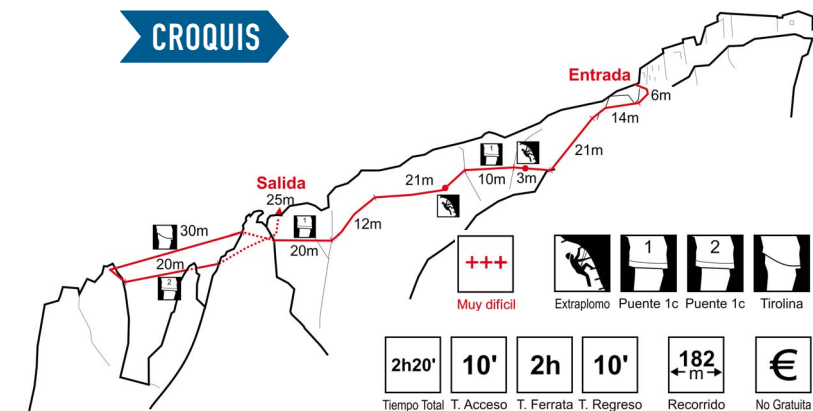 CROQUIS
Entrada
6m
14m
21m
1
10m
3m
21m
12m
Salida
25m
1
20m
30m
20m
2
+++
Muy difícil
Extraplomo
1
Puente 1c
2
Puente 1c
Tirolina
2h20'
Tiempo Total
10'
T. Acceso
2h
T. Ferrata
10'
T. Regreso
182
m
Recorrido
€
No Gratuita